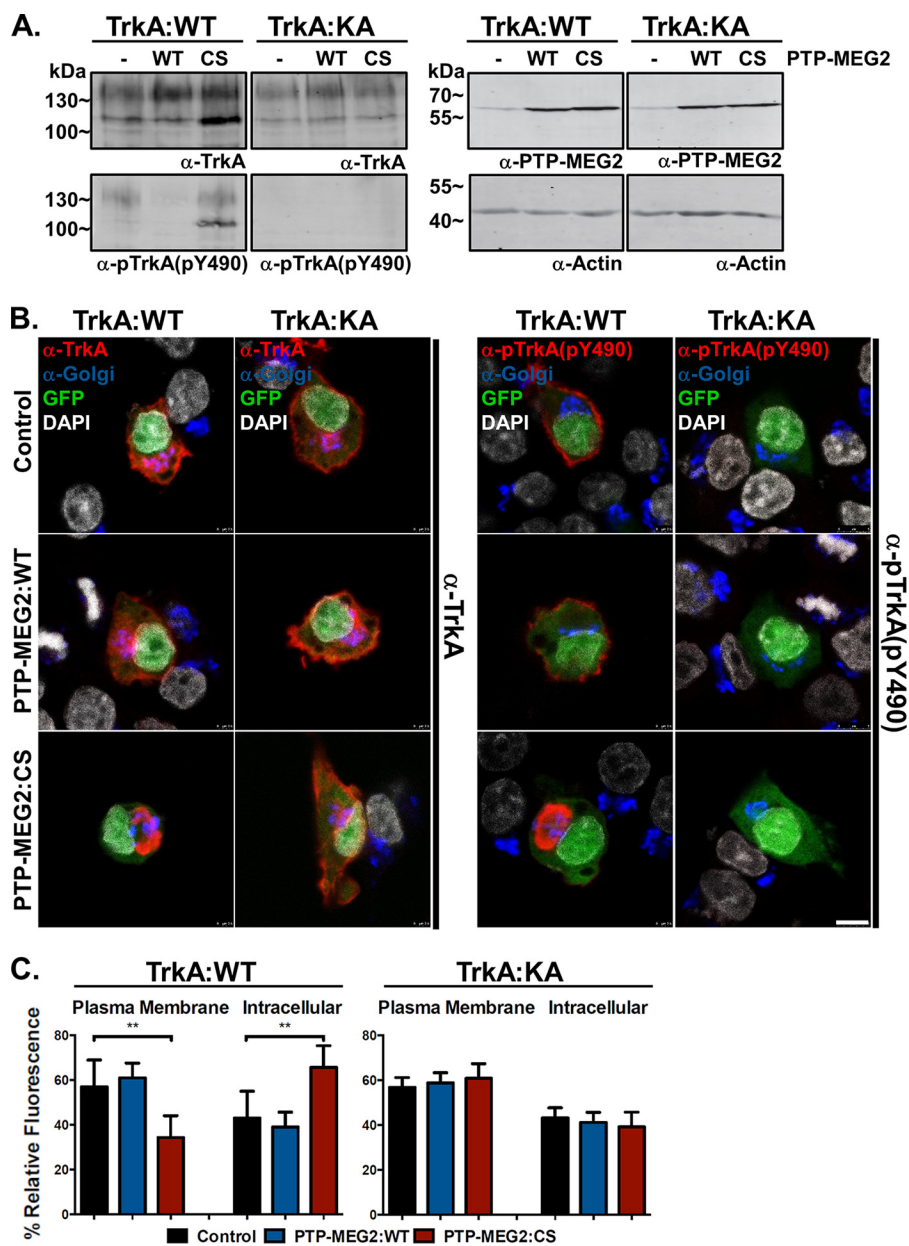 A.
TrkA:WT TrkA:KA TrkA:WT TrkA:KA
- WT CS - WT CS - WT CS - WT CS PTP-MEG2
kDa kDa
130~ 70~
100~ 55~
α-TrkA α-TrkA α-PTP-MEG2 α-PTP-MEG2
130~ 55~
100~ 40~
α-pTrkA(pY490) α-pTrkA(pY490) α-Actin α-Actin
B.
TrkA:WT TrkA:KA TrkA:WT TrkA:KA
α-TrkA α-TrkA α-pTrkA(pY490) α-pTrkA(pY490)
α-Golgi α-Golgi α-Golgi α-Golgi
GFP GFP GFP GFP
DAPI DAPI DAPI DAPI
Control
PTP-MEG2:WT
PTP-MEG2:CS
α-TrkA
α-pTrkA(pY490)
C.
TrkA:WT TrkA:KA
Plasma Membrane Intracellular Plasma Membrane Intracellular
% Relative Fluorescence
80 80
60 60
40 40
20 20
0 0
** **
Control PTP-MEG2:WT PTP-MEG2:CS